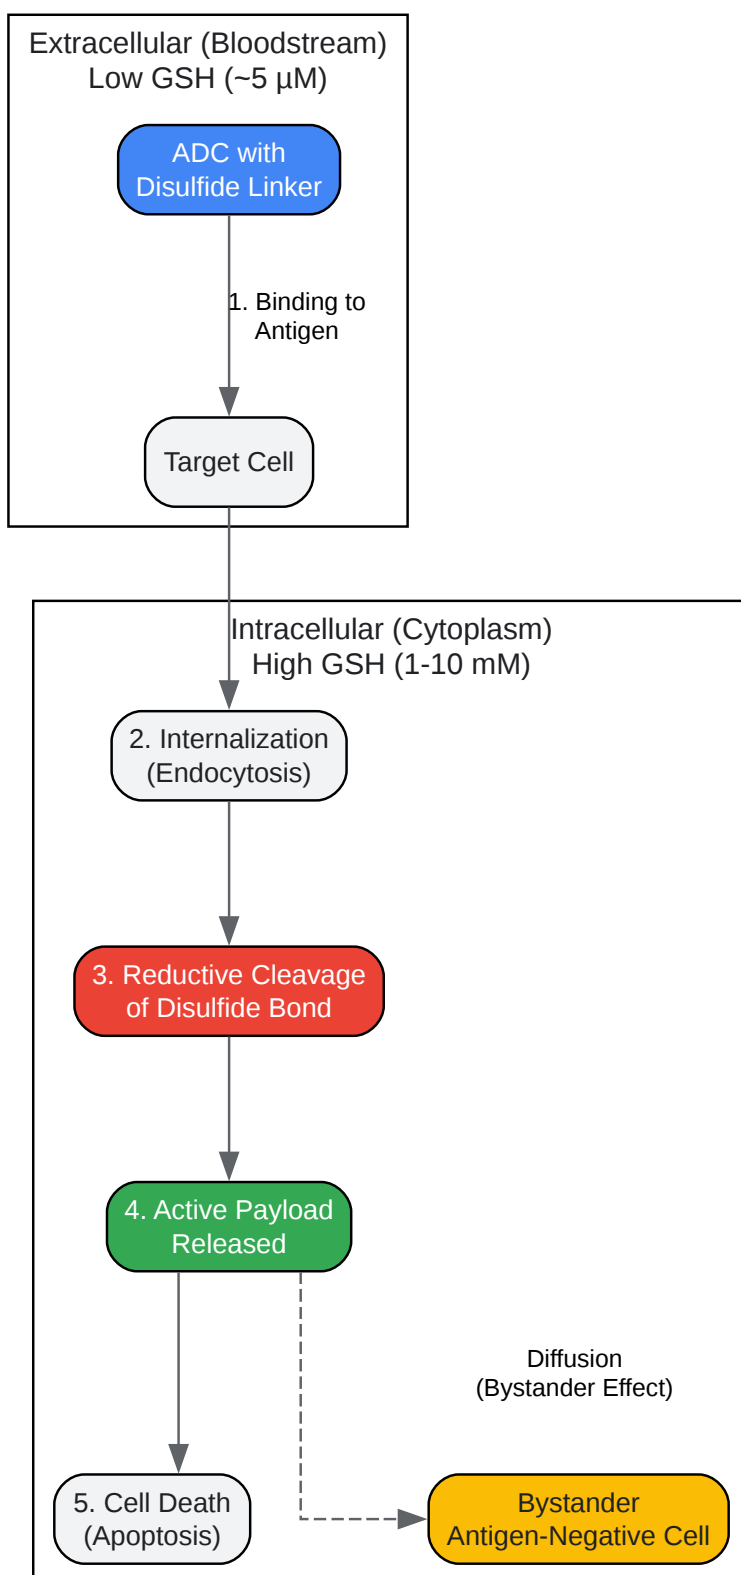 Extracellular (Bloodstream)
Low GSH (~5 µM)
ADC with
Disulfide Linker
1. Binding to
Antigen
Target Cell
Intracellular (Cytoplasm)
High GSH (1-10 mM)
2. Internalization
(Endocytosis)
3. Reductive Cleavage
of Disulfide Bond
4. Active Payload
Released
Diffusion
(Bystander Effect)
5. Cell Death
(Apoptosis)
Bystander
Antigen-Negative Cell